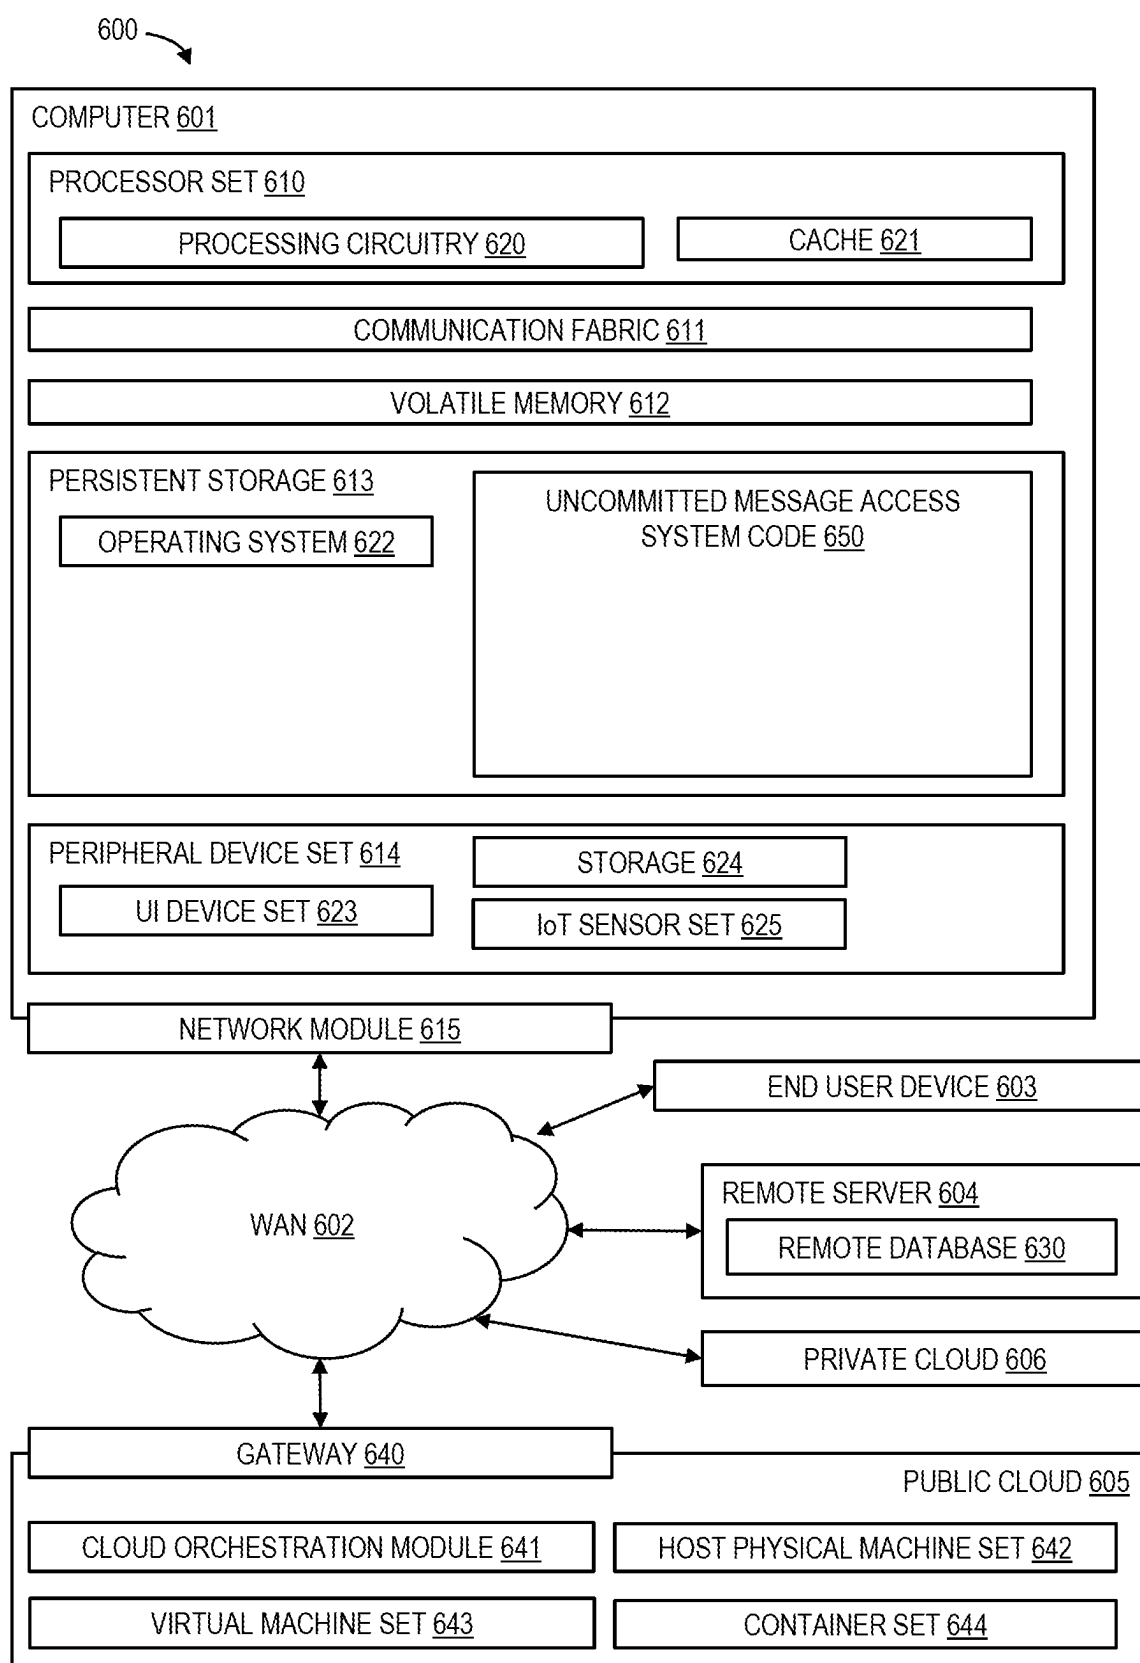 600
COMPUTER 601
PROCESSOR SET 610
PROCESSING CIRCUITRY 620
CACHE 621
COMMUNICATION FABRIC 611
VOLATILE MEMORY 612
PERSISTENT STORAGE 613
OPERATING SYSTEM 622
UNCOMMITTED MESSAGE ACCESS
SYSTEM CODE 650
PERIPHERAL DEVICE SET 614
UI DEVICE SET 623
STORAGE 624
IoT SENSOR SET 625
NETWORK MODULE 615
END USER DEVICE 603
WAN 602
REMOTE SERVER 604
REMOTE DATABASE 630
PRIVATE CLOUD 606
GATEWAY 640
PUBLIC CLOUD 605
CLOUD ORCHESTRATION MODULE 641
HOST PHYSICAL MACHINE SET 642
VIRTUAL MACHINE SET 643
CONTAINER SET 644